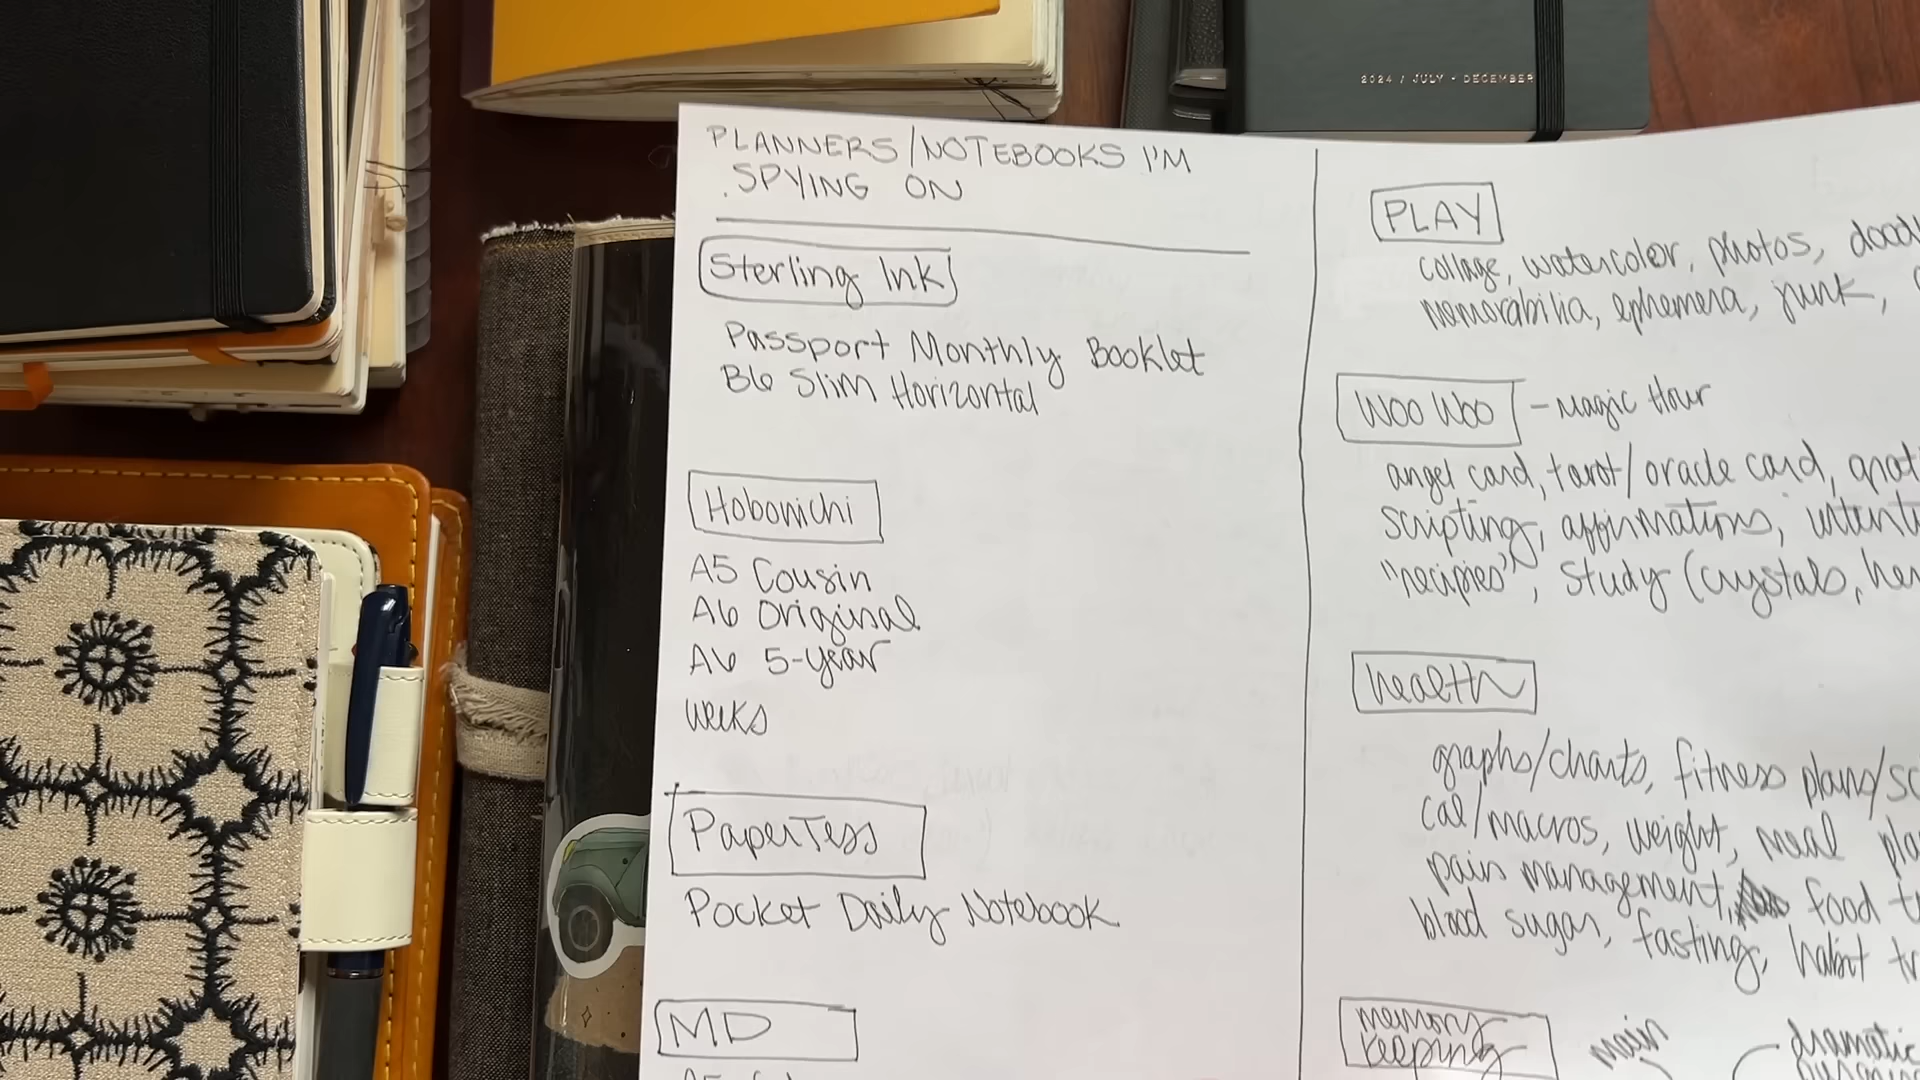 2024 / JULY - DECEMBER
PLANNERS/NOTEBOOKS I'M
SPYING ON
Sterling Ink
Passport Monthly Booklet
B6 Slim Horizontal
Hobonichi
A5 Cousin
A6 Original
A6 5-year
weeks
PaperTess
Pocket Daily Notebook
MD
PLAY
collage, watercolor, photos,
memorabilia, ephemera, junk,
Woo Woo - Magic Hour
angel card, tarot/oracle card,
scripting, affirmations,
"recipies", Study (crystals,
health
graphs/charts, fitness plans/
cal/macros, weight, meal
pain management, food
blood sugar, fasting, habit
memory
keeping
main
dramatic